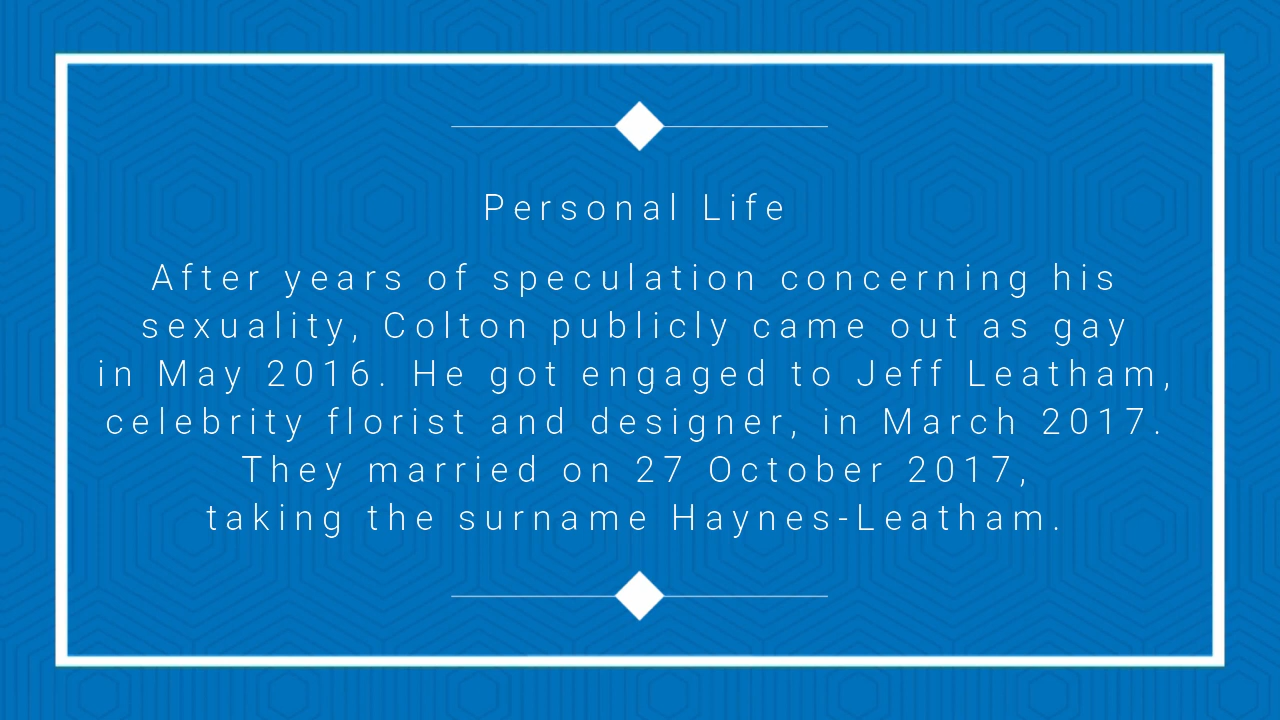 Personal Life
After years of speculation concerning his
sexuality, Colton publicly came out as gay
in May 2016. He got engaged to Jeff Leatham,
celebrity florist and designer, in March 2017.
They married on 27 October 2017,
taking the surname Haynes-Leatham.